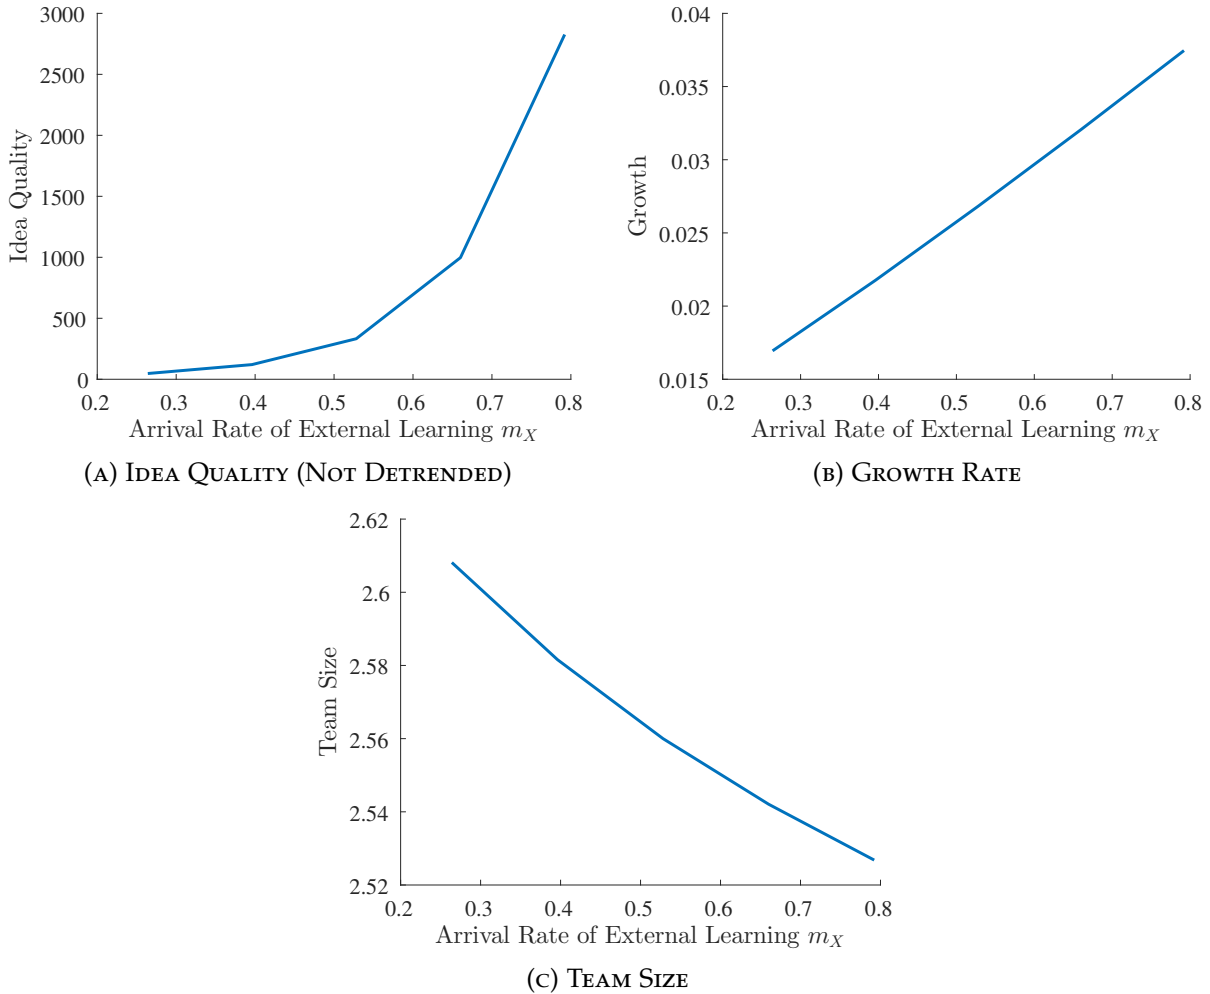 3000
2500
2000
1500
1000
500
0
Idea Quality
0.2 0.3 0.4 0.5 0.6 0.7 0.8
Arrival Rate of External Learning m_X
(A) IDEA QUALITY (NOT DETRENDED)
0.04
0.035
0.03
0.025
0.02
0.015
Growth
0.2 0.3 0.4 0.5 0.6 0.7 0.8
Arrival Rate of External Learning m_X
(B) GROWTH RATE
2.62
2.6
2.58
2.56
2.54
2.52
Team Size
0.2 0.3 0.4 0.5 0.6 0.7 0.8
Arrival Rate of External Learning m_X
(C) TEAM SIZE